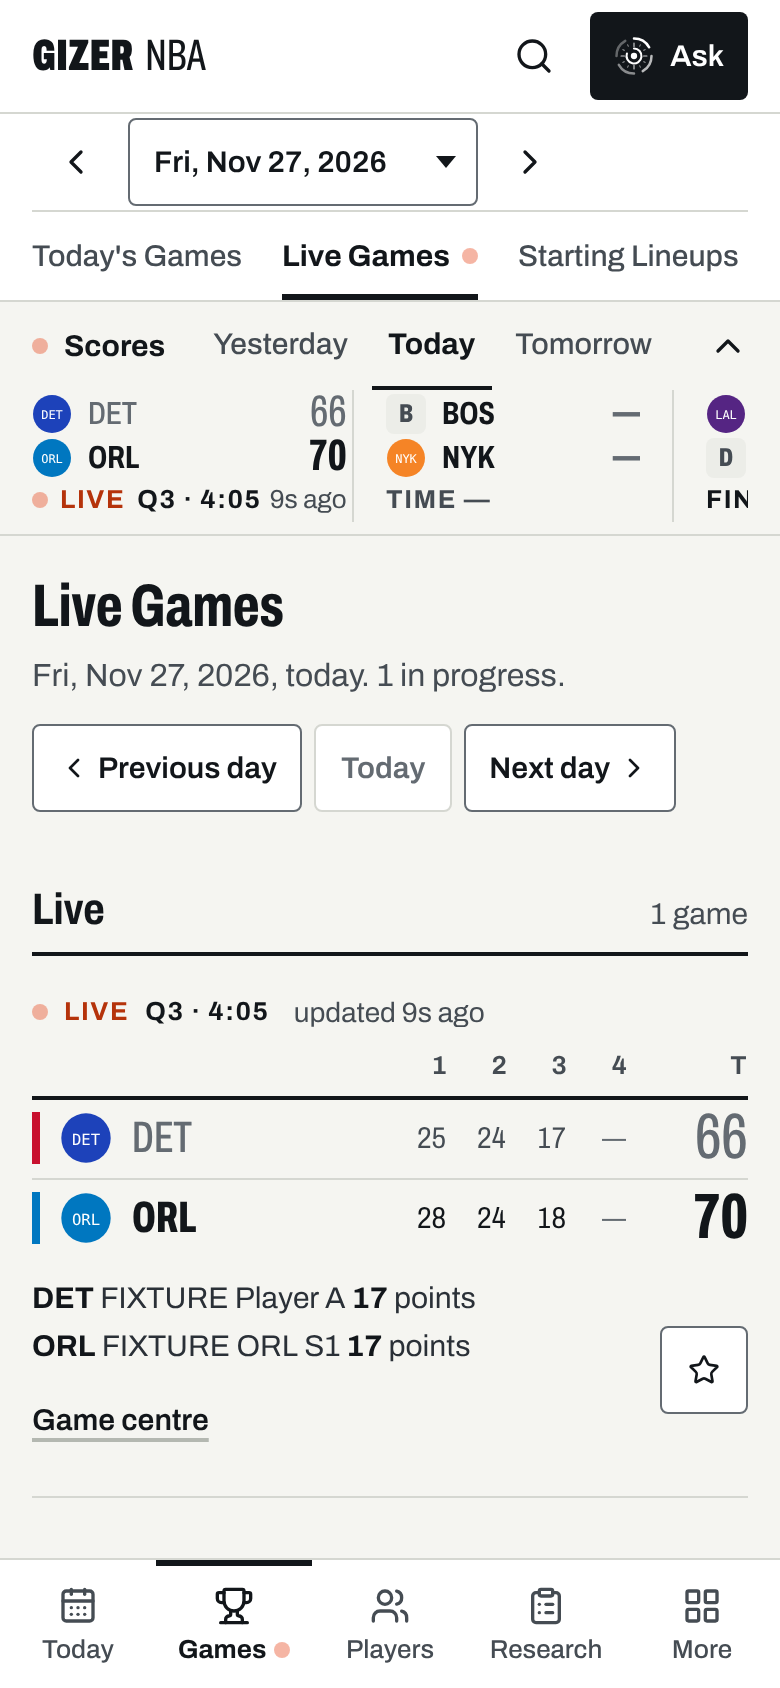 GIZER NBA
Ask
Fri, Nov 27, 2026
Today's Games Live Games Starting Lineups
Scores Yesterday Today Tomorrow
DET DET 66
ORL ORL 70
LIVE Q3 · 4:05 9s ago
B BOS —
NYK NYK —
TIME —
LAL
D
FIN
Live Games
Fri, Nov 27, 2026, today. 1 in progress.
Previous day Today Next day
Live 1 game
LIVE Q3 · 4:05 updated 9s ago
1 2 3 4 T
DET DET 25 24 17 — 66
ORL ORL 28 24 18 — 70
DET FIXTURE Player A 17 points
ORL FIXTURE ORL S1 17 points
Game centre
Today Games Players Research More